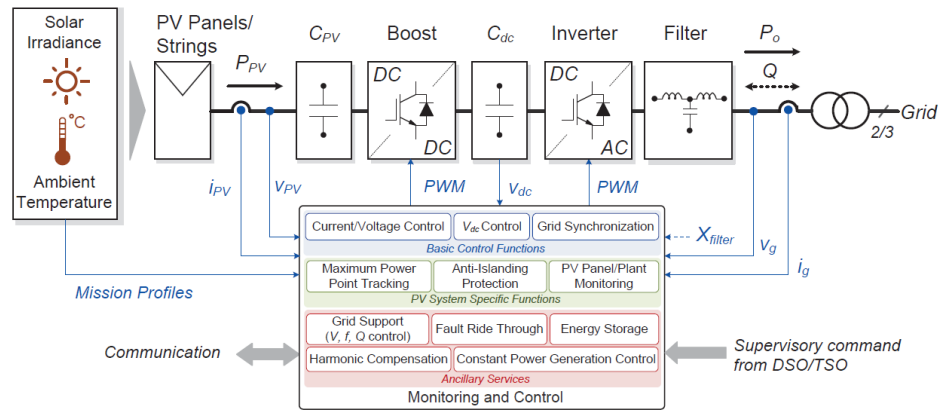 Solar
Irradiance
°C
Ambient
Temperature
PV Panels/
Strings
P_PV
C_PV
Boost
C_dc
Inverter
Filter
P_o
Q
DC
DC
DC
AC
2/3
Grid
i_PV
v_PV
PWM
v_dc
PWM
X_filter
v_g
i_g
Current/Voltage Control
V_dc Control
Grid Synchronization
Basic Control Functions
Maximum Power
Point Tracking
Anti-Islanding
Protection
PV Panel/Plant
Monitoring
PV System Specific Functions
Mission Profiles
Grid Support
(V, f, Q control)
Fault Ride Through
Energy Storage
Harmonic Compensation
Constant Power Generation Control
Ancillary Services
Monitoring and Control
Communication
Supervisory command
from DSO/TSO